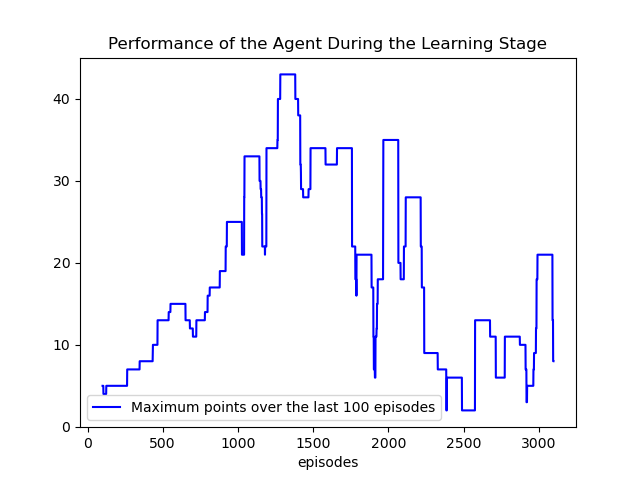 Performance of the Agent During the Learning Stage
40
30
20
10
0
Maximum points over the last 100 episodes
0 500 1000 1500 2000 2500 3000
episodes